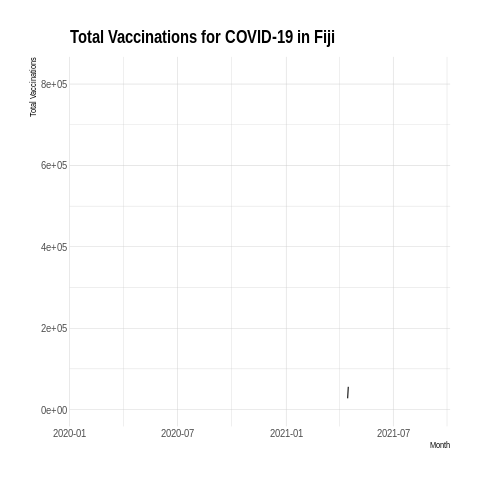 Total Vaccinations for COVID-19 in Fiji
Total Vaccinations
8e+05
6e+05
4e+05
2e+05
0e+00
2020-01
2020-07
2021-01
2021-07
Month